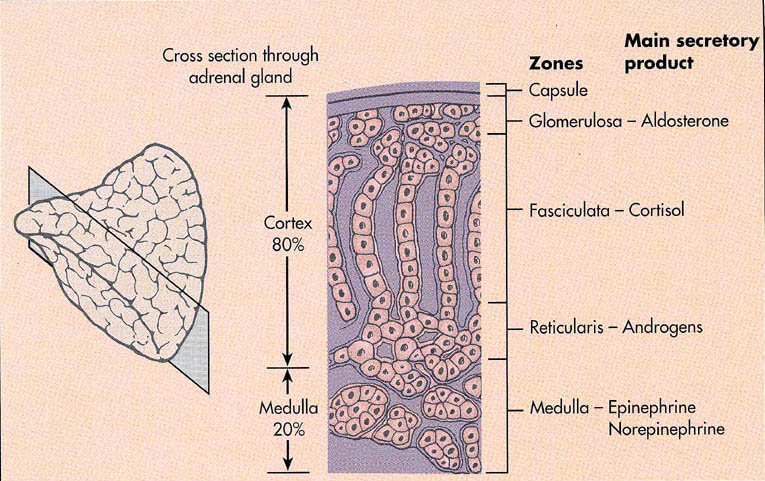 Cross section through
adrenal gland
Zones
Main secretory
product
Capsule
Glomerulosa – Aldosterone
Cortex
80%
Fasciculata – Cortisol
Reticularis – Androgens
Medulla
20%
Medulla – Epinephrine
Norepinephrine